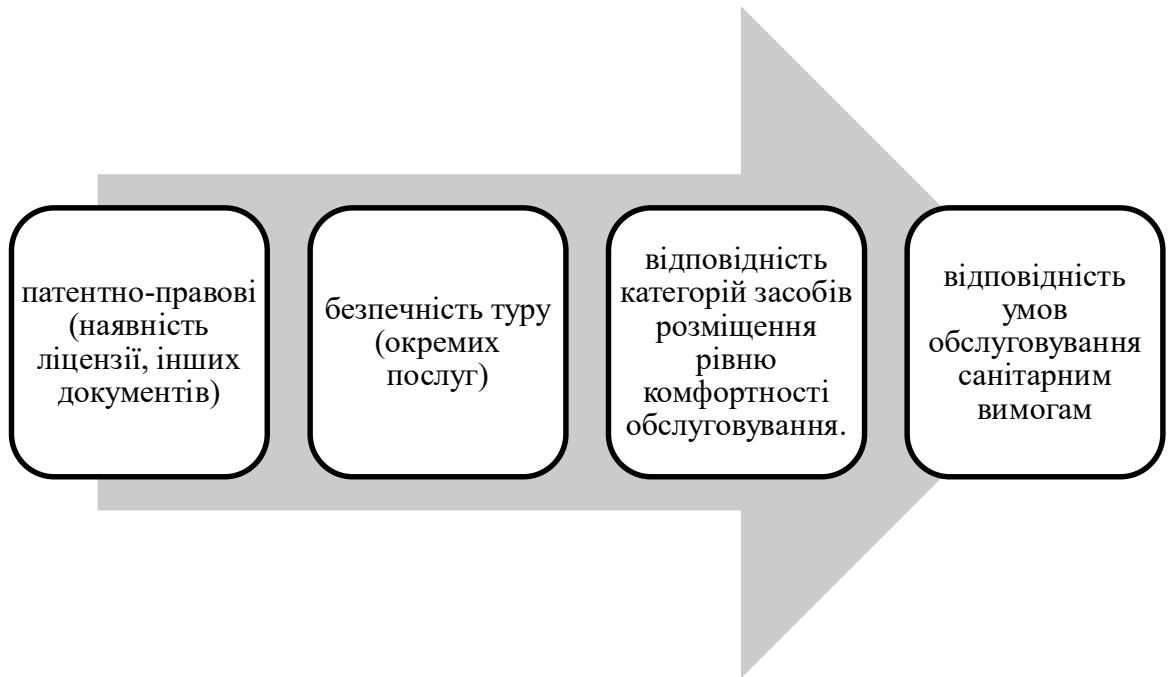 патентно-правові
(наявність
ліцензії, інших
документів)
безпечність туру
(окремих
послуг)
відповідність
категорій засобів
розміщення
рівню
комфортності
обслуговування.
відповідність
умов
обслуговування
санітарним
вимогам